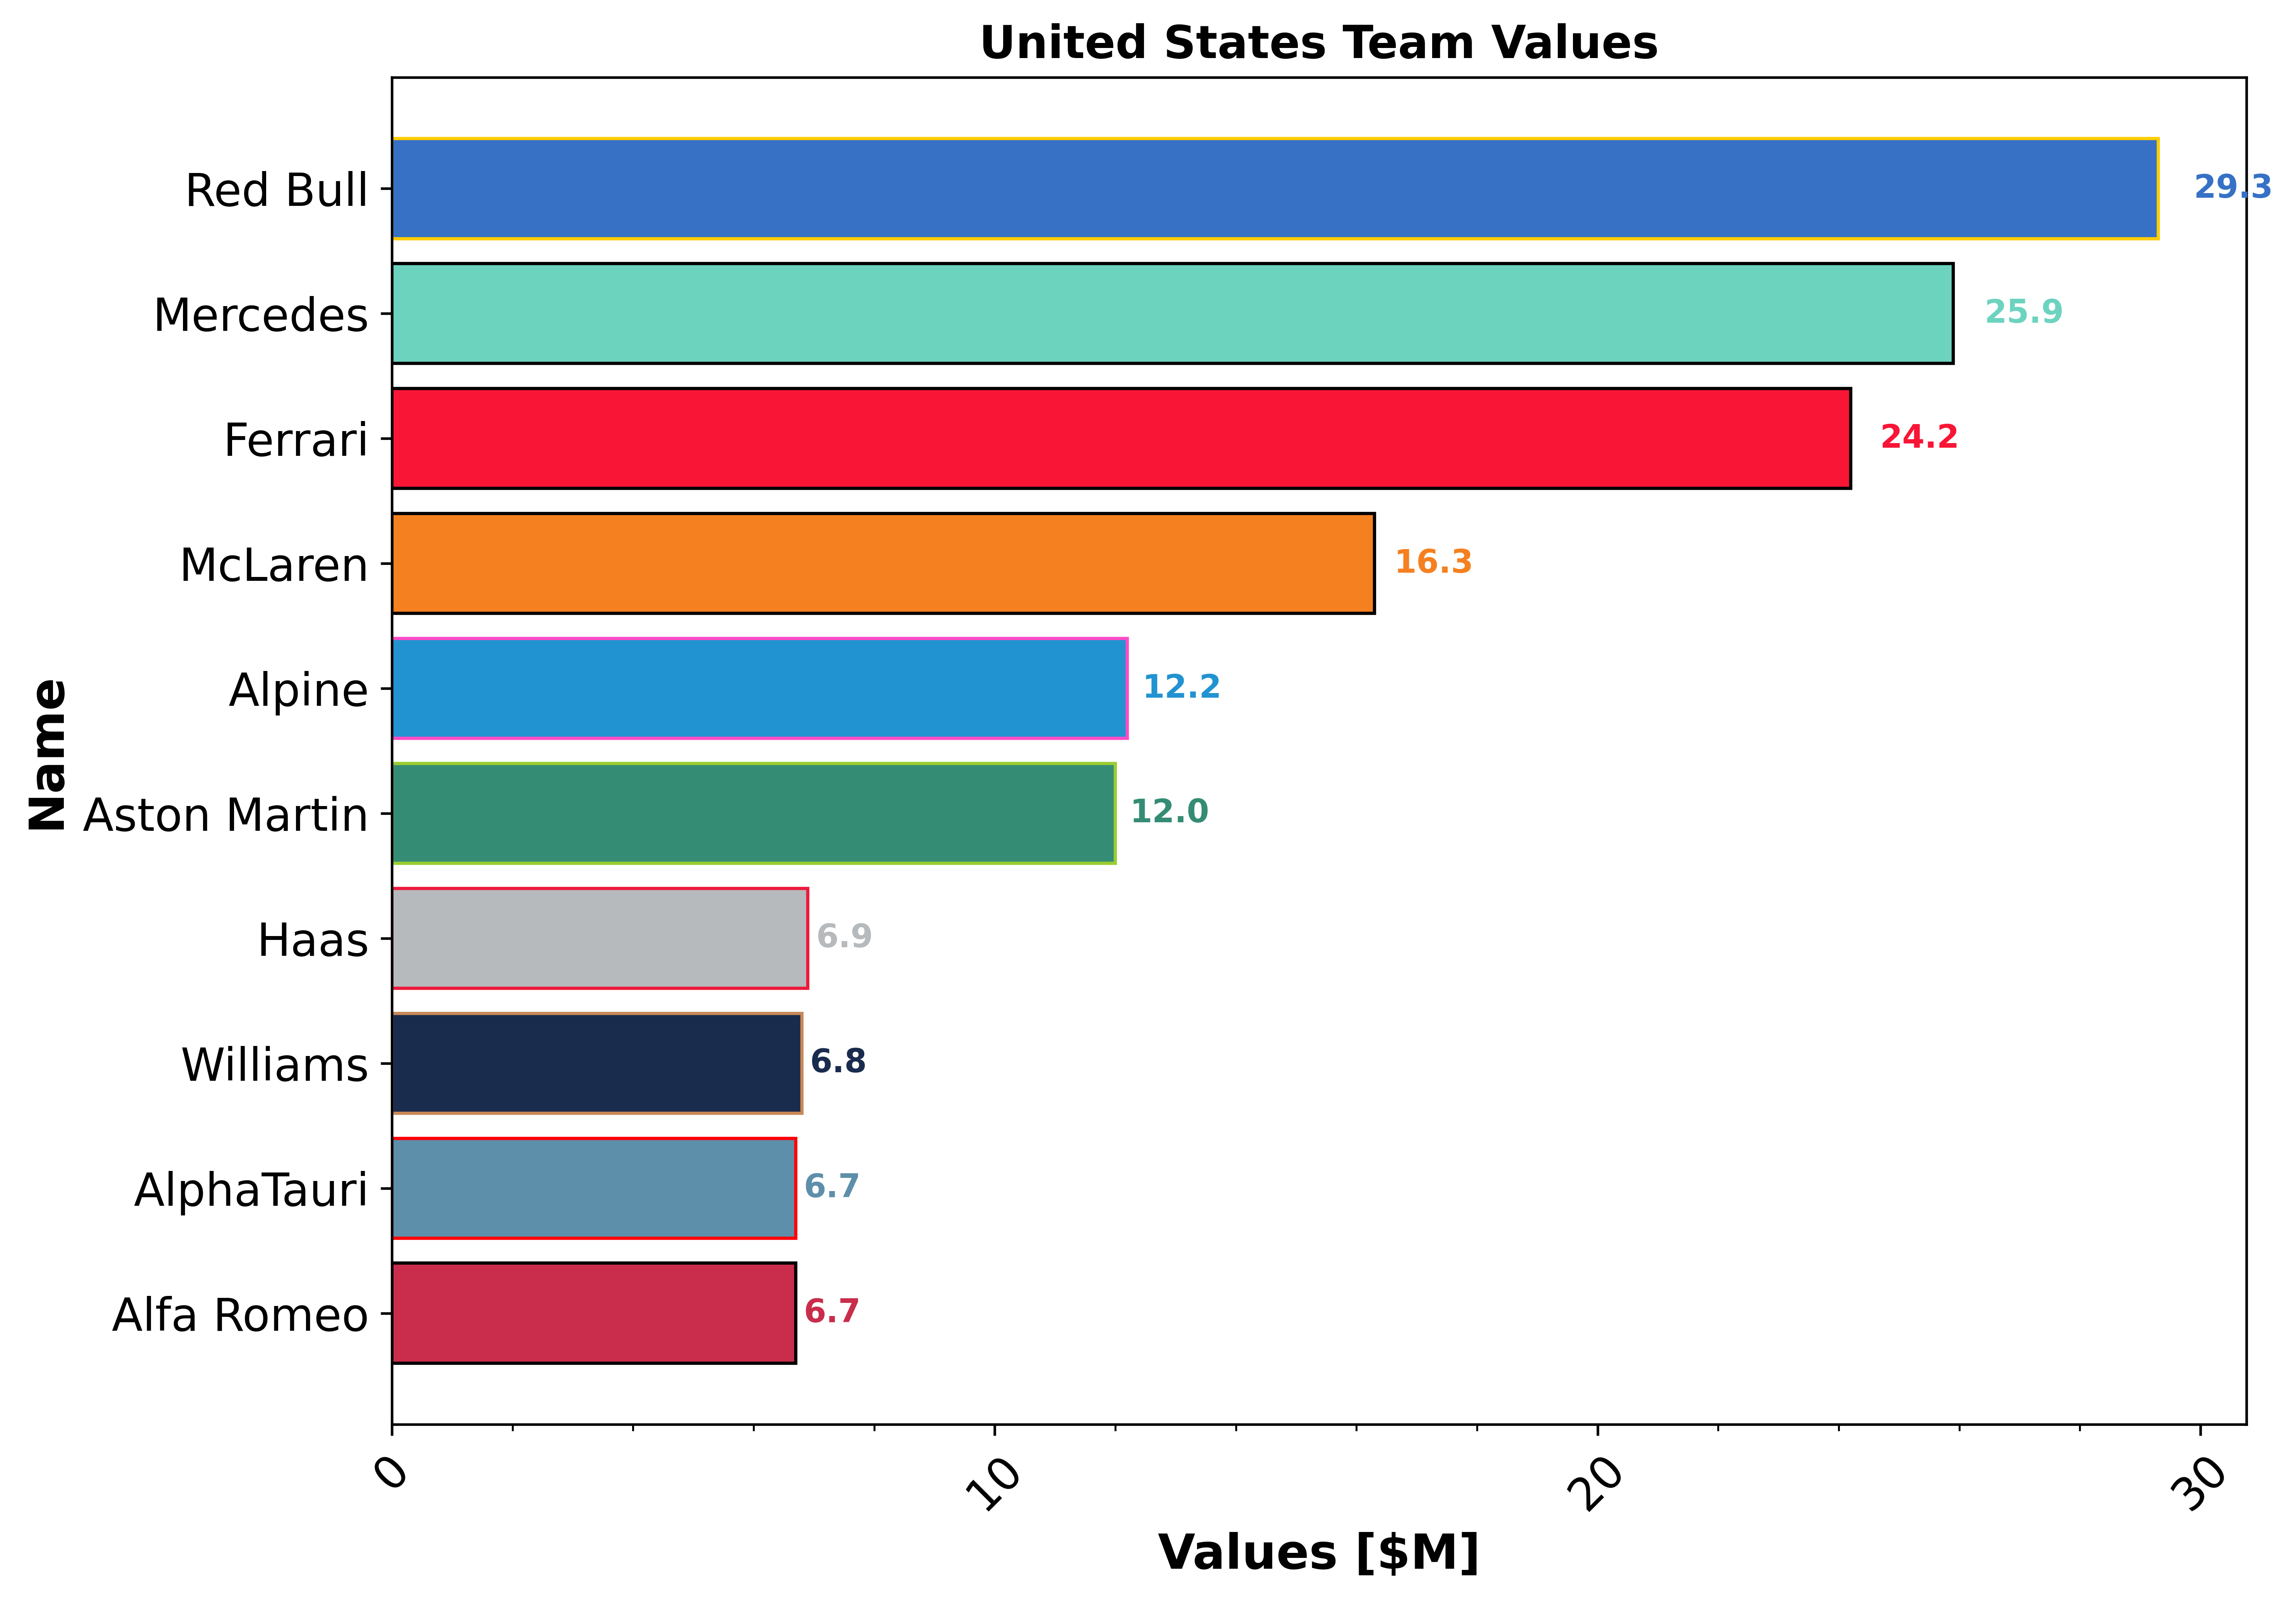 United States Team Values
Red Bull 29.3
Mercedes 25.9
Ferrari 24.2
McLaren 16.3
Alpine 12.2
Name
Aston Martin 12.0
Haas 6.9
Williams 6.8
AlphaTauri 6.7
Alfa Romeo 6.7
0 10 20 30
Values [$M]